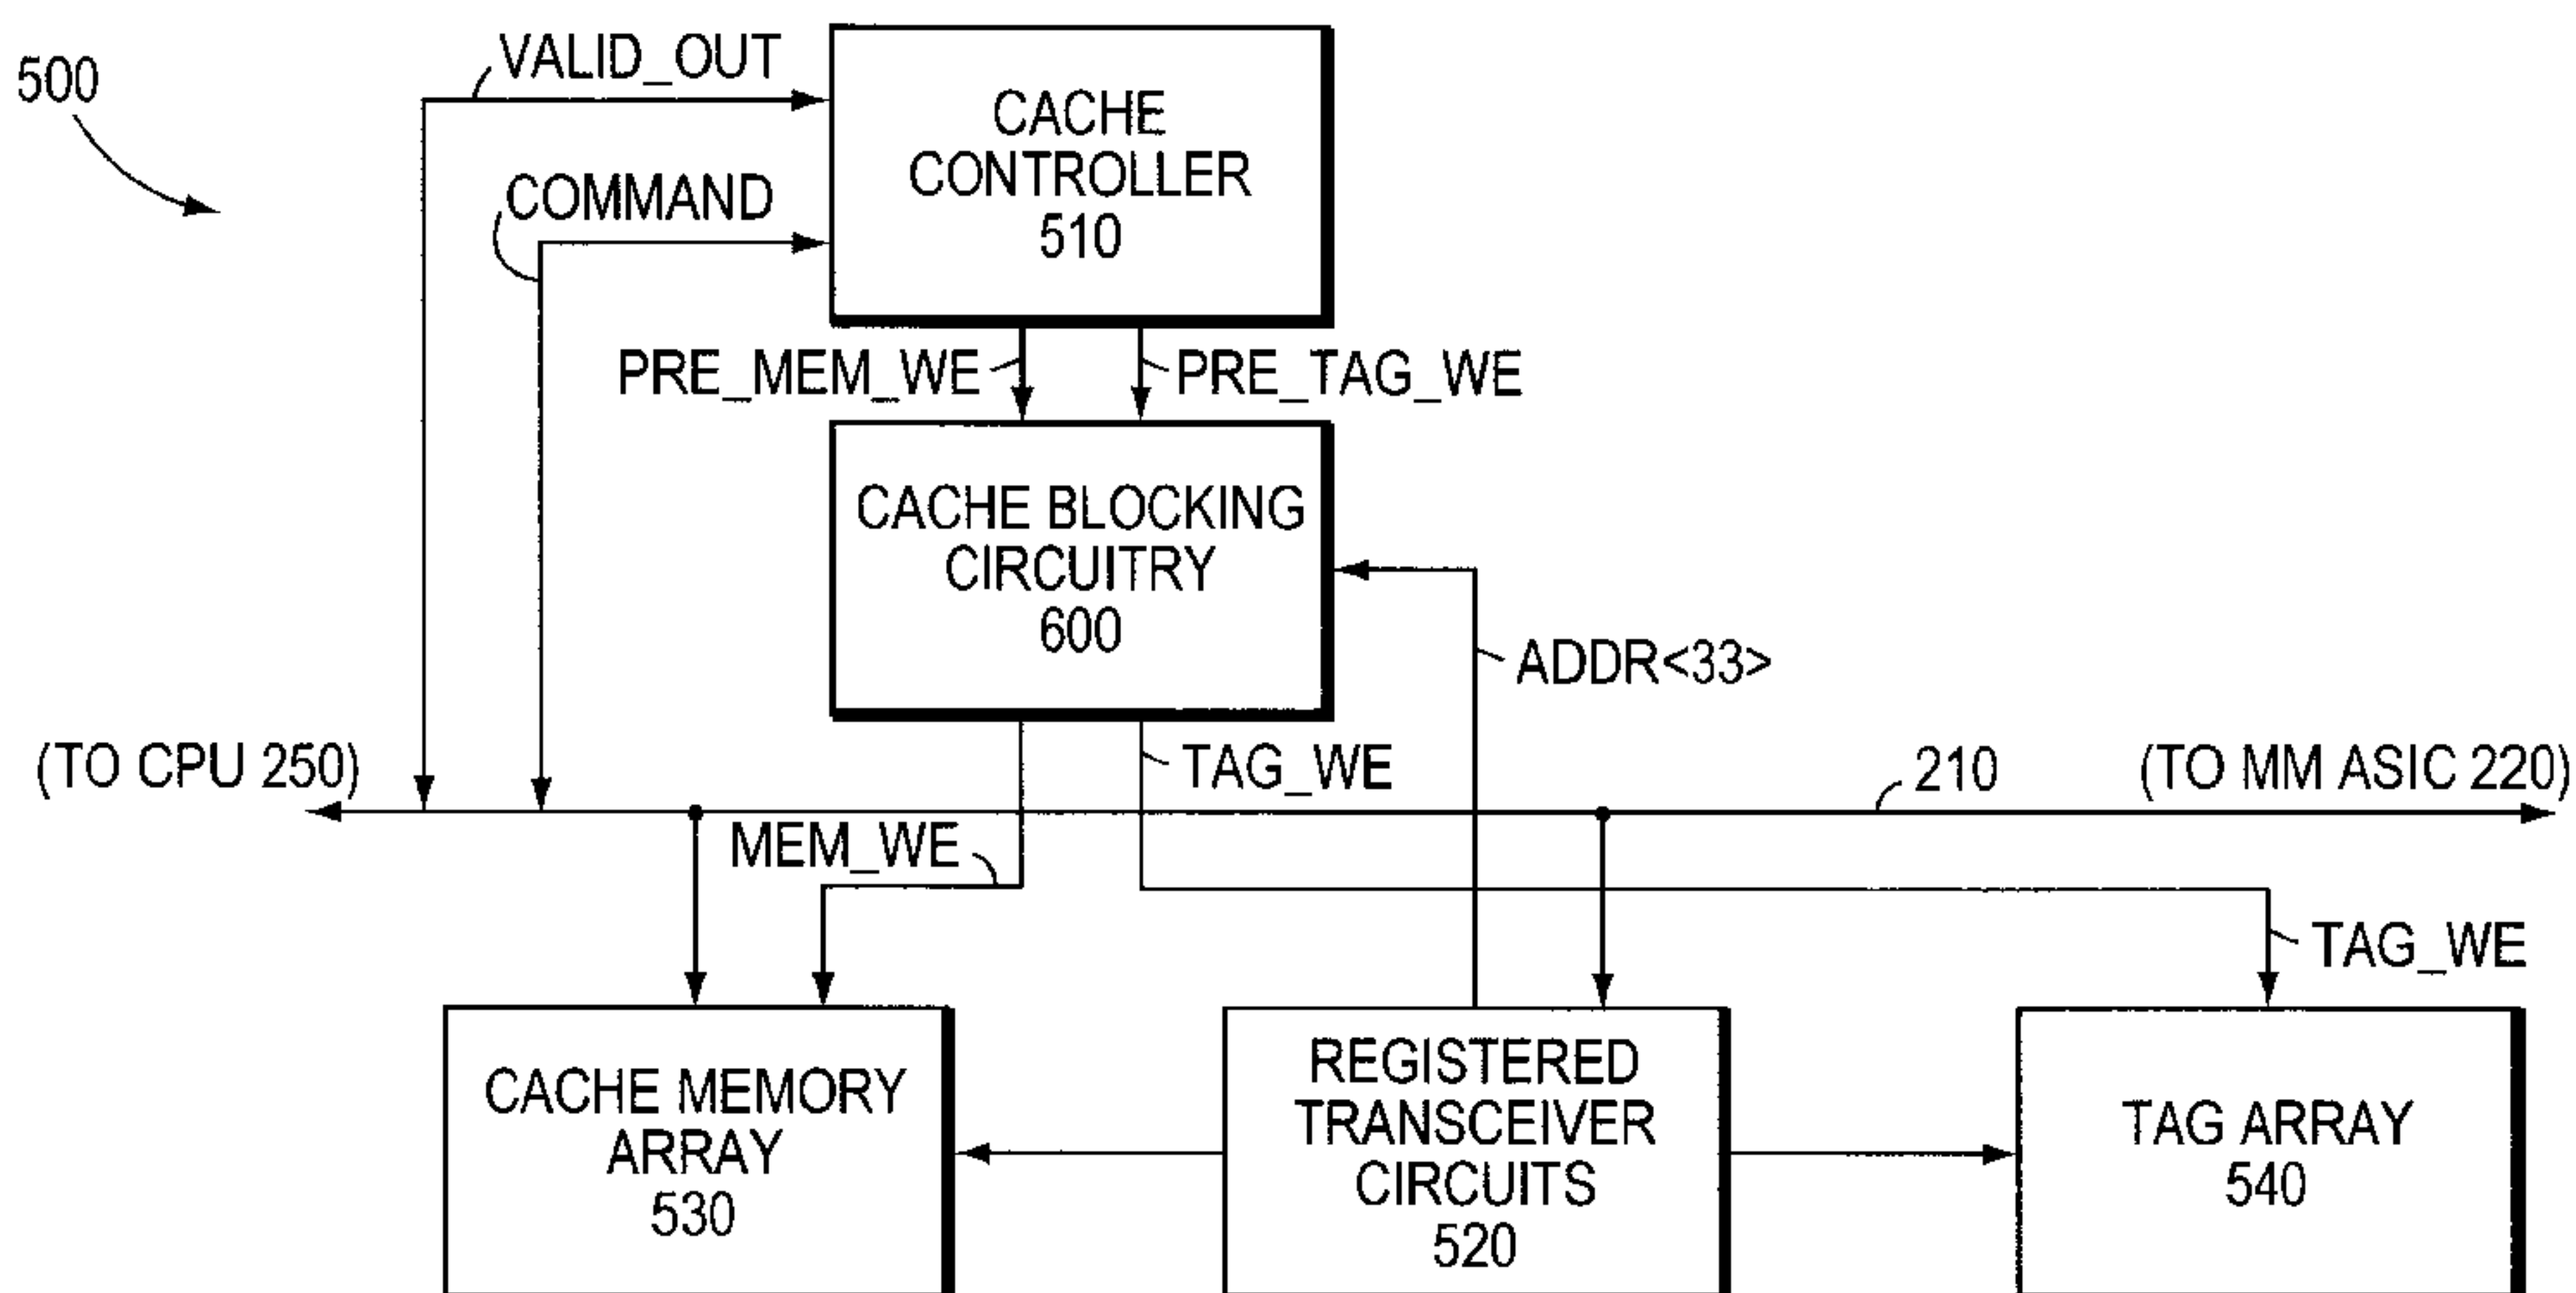 500
VALID_OUT
COMMAND
CACHE
CONTROLLER
510
PRE_MEM_WE
PRE_TAG_WE
CACHE BLOCKING
CIRCUITRY
600
ADDR<33>
(TO CPU 250)
TAG_WE
210
(TO MM ASIC 220)
MEM_WE
TAG_WE
CACHE MEMORY
ARRAY
530
REGISTERED
TRANSCEIVER
CIRCUITS
520
TAG ARRAY
540